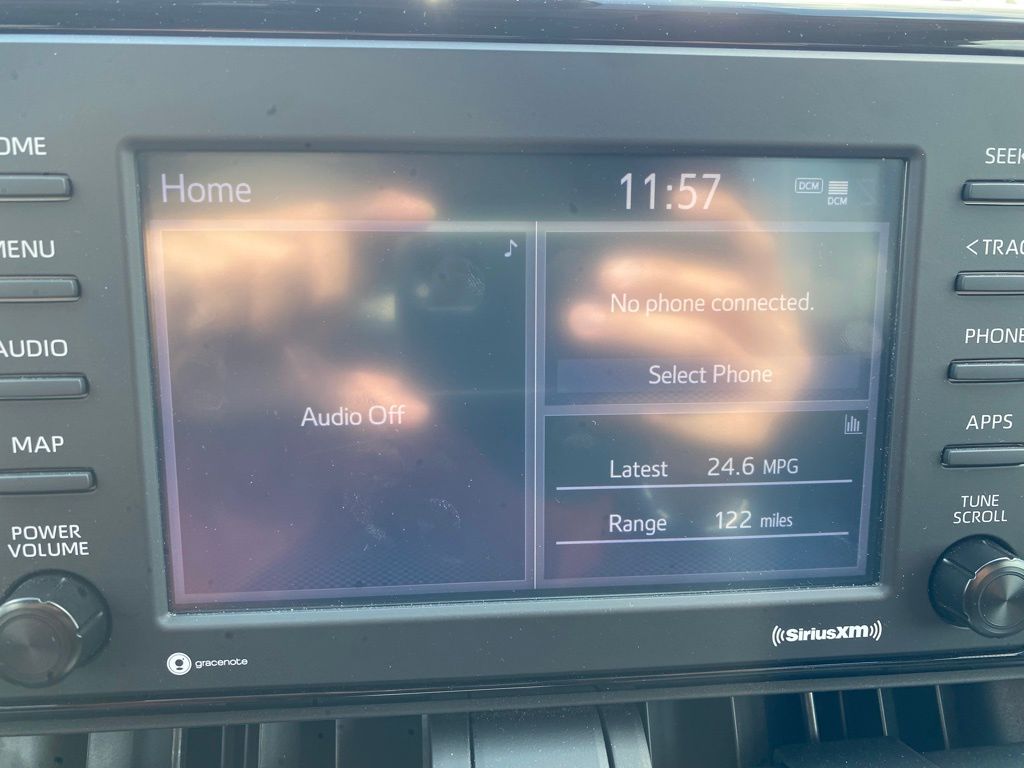 OME
MENU
AUDIO
MAP
POWER
VOLUME
Home
11:57
DCM
DCM
Audio Off
No phone connected.
Select Phone
Latest 24.6 MPG
Range 122 miles
SEEK
<TRAC
PHONE
APPS
TUNE
SCROLL
gracenote
((SiriusXM))